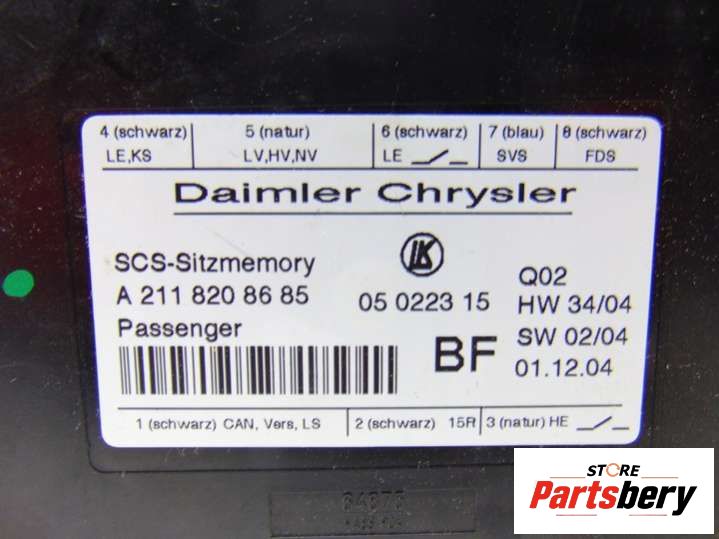 4 (schwarz) 5 (natur) 6 (schwarz) 7 (blau) 8 (schwarz)
LE,KS LV,HV,NV LE SVS FDS
Daimler Chrysler
SCS-Sitzmemory
A 211 820 86 85 05 0223 15
Passenger
BF
Q02
HW 34/04
SW 02/04
01.12.04
1 (schwarz) CAN, Vers, LS 2 (schwarz) 15R 3 (natur) HE
STORE
Partsbery